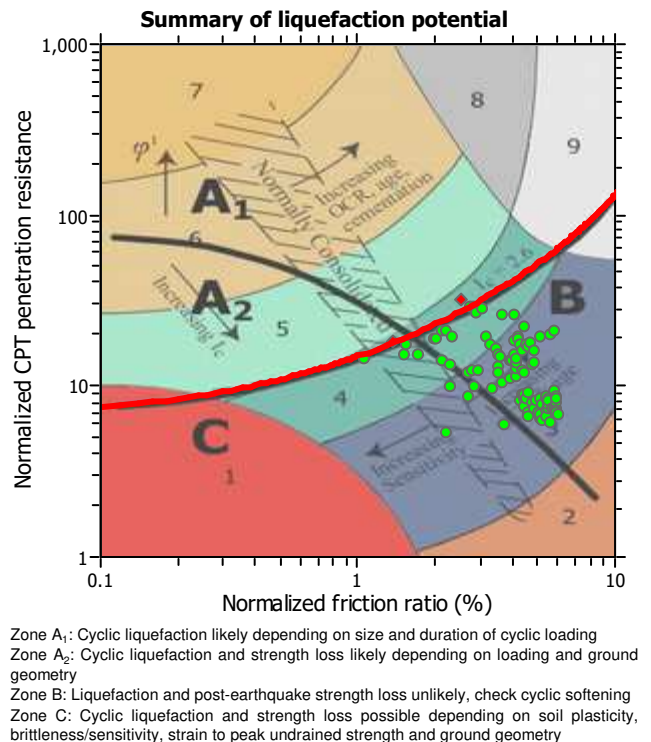 Summary of liquefaction potential
Normalized CPT penetration resistance
1,000
100
10
1
7
8
9
φ'
A1
Increasing
OCR, age,
cementation
Normally Consolidated
6
A2
Increasing Ic
5
Ic = 2.6
B
4
C
1
Increasing
Sensitivity
2
0.1
1
10
Normalized friction ratio (%)
Zone A1: Cyclic liquefaction likely depending on size and duration of cyclic loading
Zone A2: Cyclic liquefaction and strength loss likely depending on loading and ground
geometry
Zone B: Liquefaction and post-earthquake strength loss unlikely, check cyclic softening
Zone C: Cyclic liquefaction and strength loss possible depending on soil plasticity,
brittleness/sensitivity, strain to peak undrained strength and ground geometry